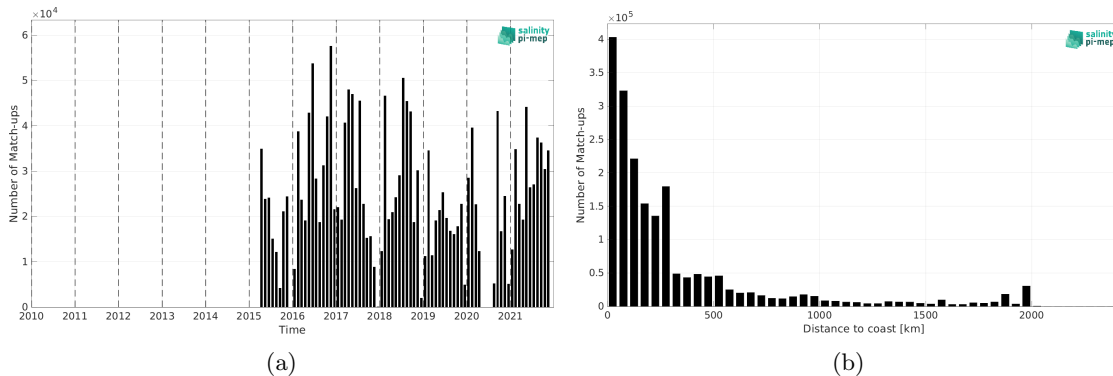 ×10⁴
6
5
4
3
2
1
0
Number of Match-ups
2010 2011 2012 2013 2014 2015 2016 2017 2018 2019 2020 2021
Time
salinity
pi-mep
(a)
×10⁵
4
3.5
3
2.5
2
1.5
1
0.5
0
Number of Match-ups
0 500 1000 1500 2000
Distance to coast [km]
salinity
pi-mep
(b)